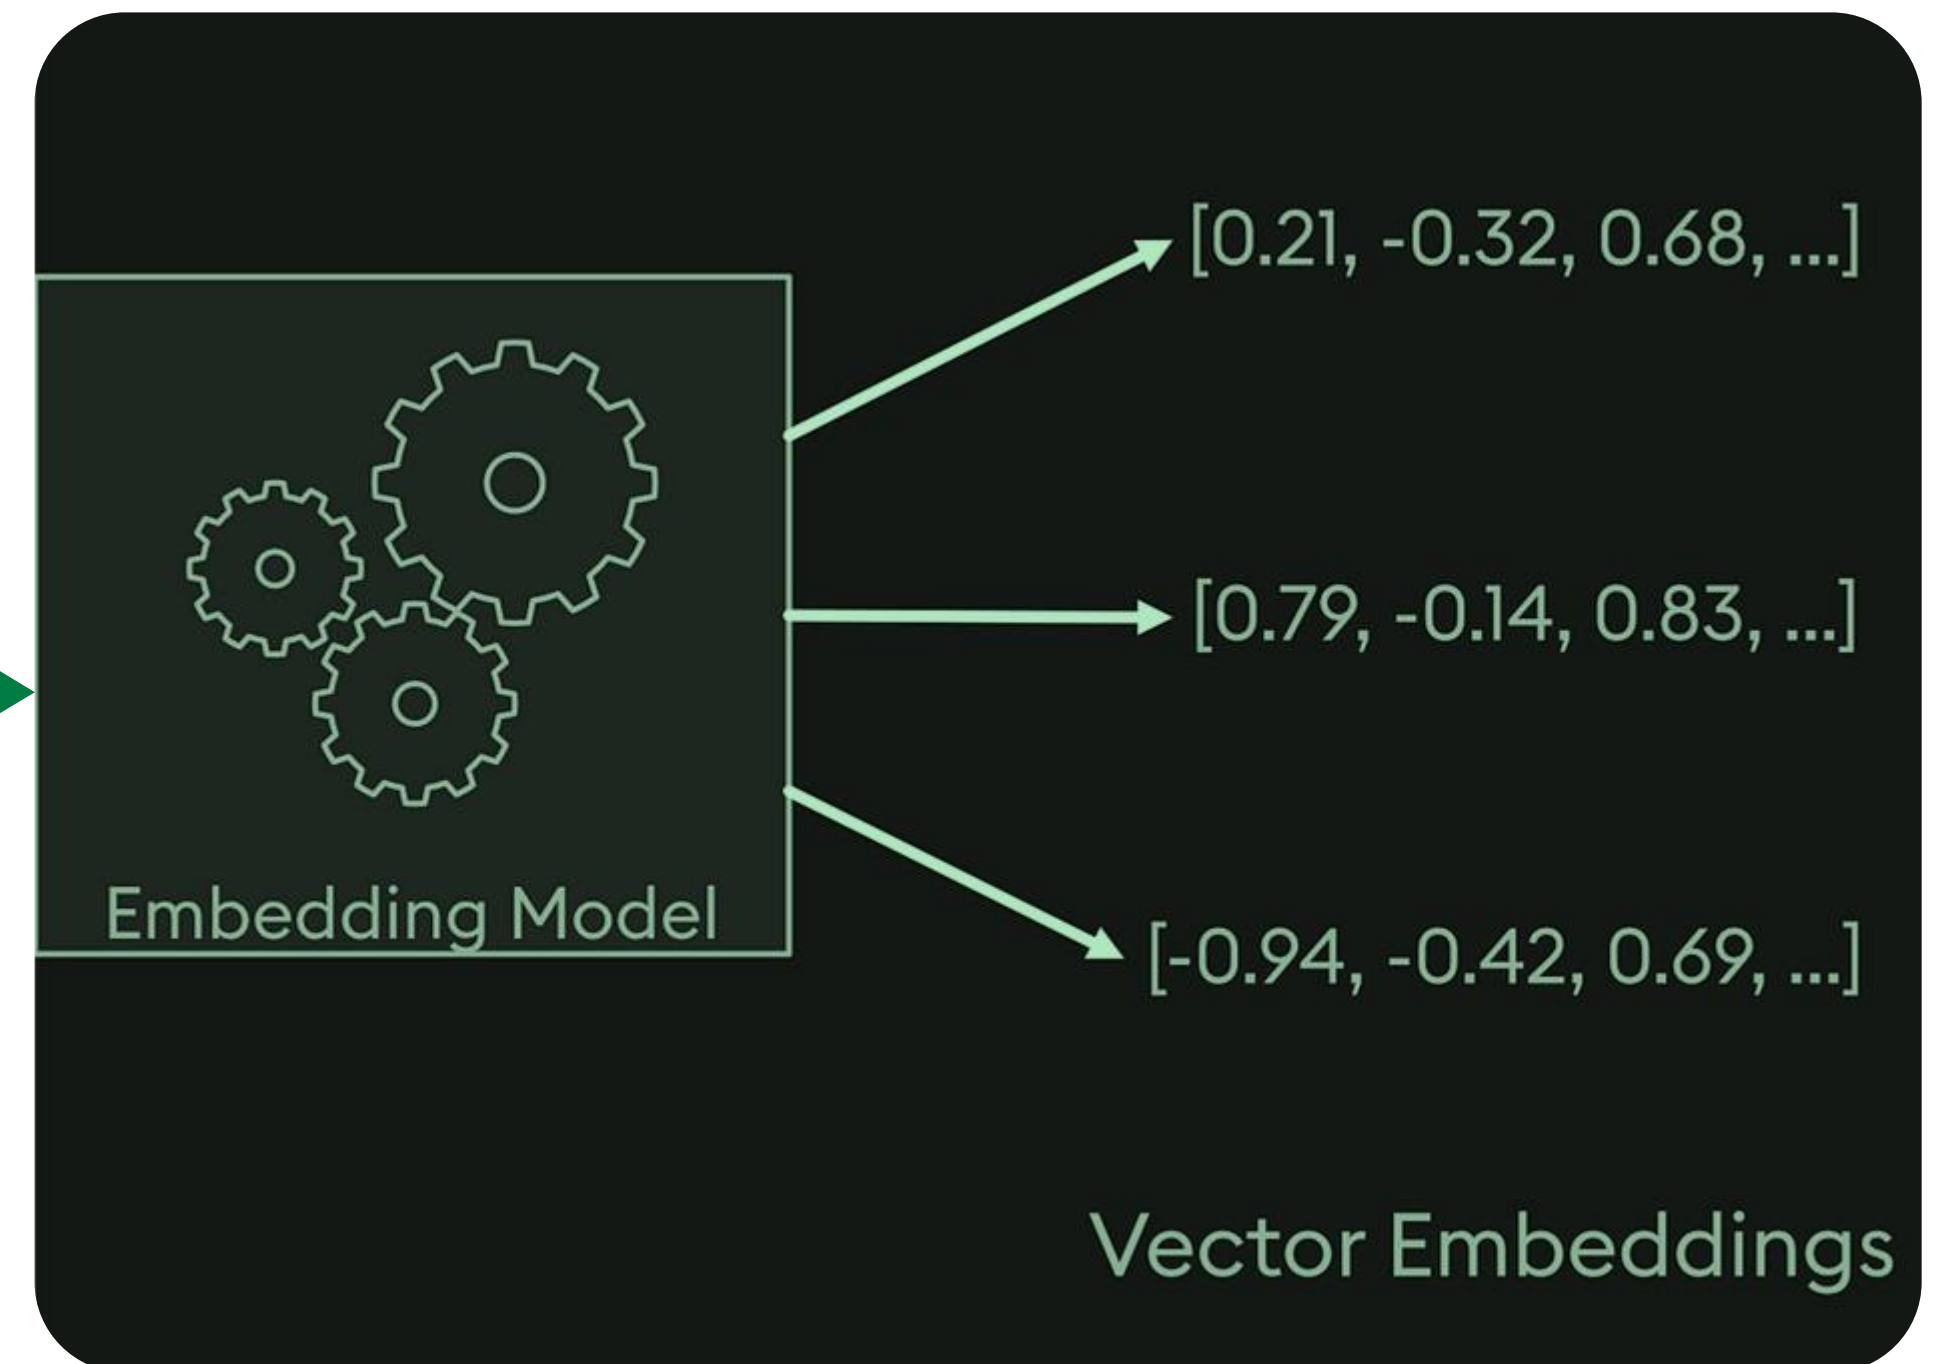 [0.21, -0.32, 0.68, ...]
[0.79, -0.14, 0.83, ...]
[-0.94, -0.42, 0.69, ...]
Embedding Model
Vector Embeddings